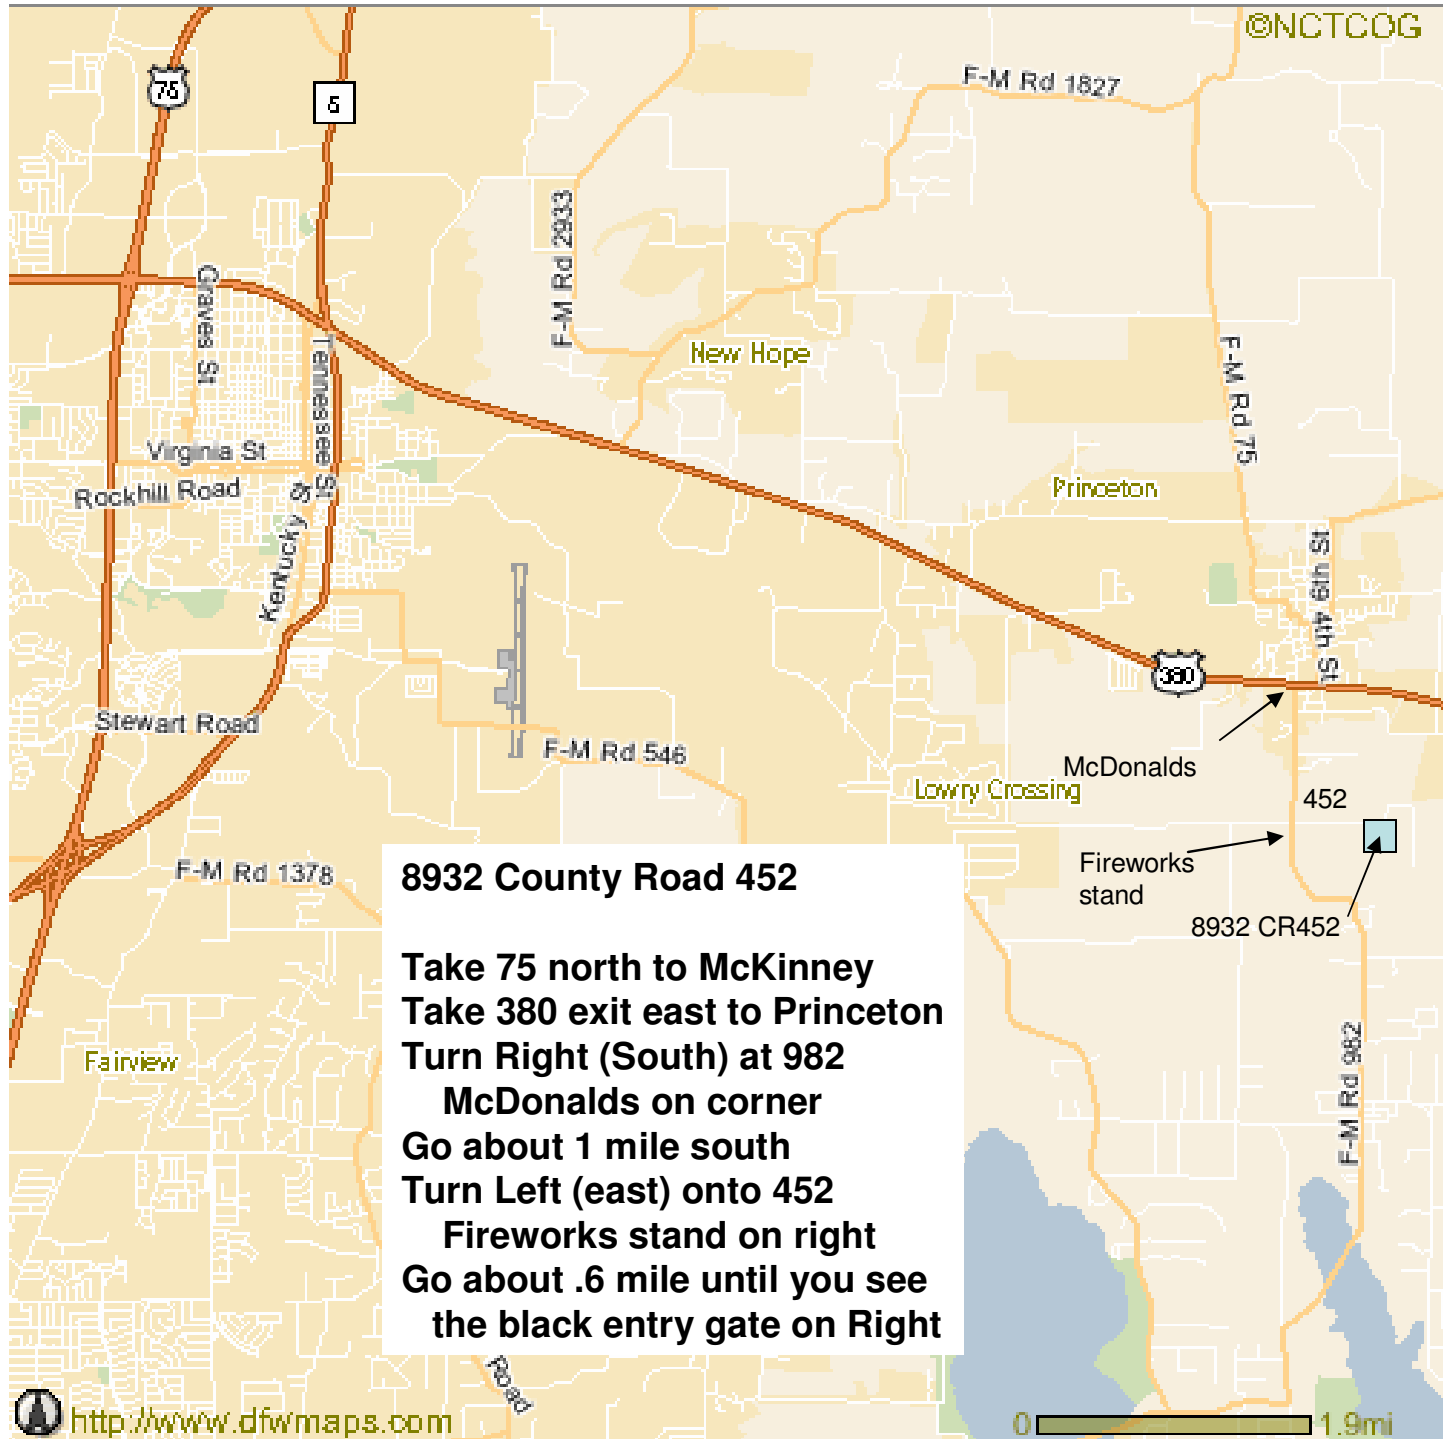 ©NCTCOG
F-M Rd 1827
75
5
F-M Rd 2933
Graves St
Tennessee St
New Hope
F-M Rd 75
Virginia St
Rockhill Road
Kentucky St
Princeton
4th St
St
380
Stewart Road
F-M Rd 546
McDonalds
Lowry Crossing
452
Fireworks
stand
F-M Rd 1378
8932 CR452
8932 County Road 452
Take 75 north to McKinney
Take 380 exit east to Princeton
Turn Right (South) at 982
McDonalds on corner
Go about 1 mile south
Turn Left (east) onto 452
Fireworks stand on right
Go about .6 mile until you see
the black entry gate on Right
Fairview
F-M Rd 982
Road
http://www.dfwmaps.com
0 1.9mi